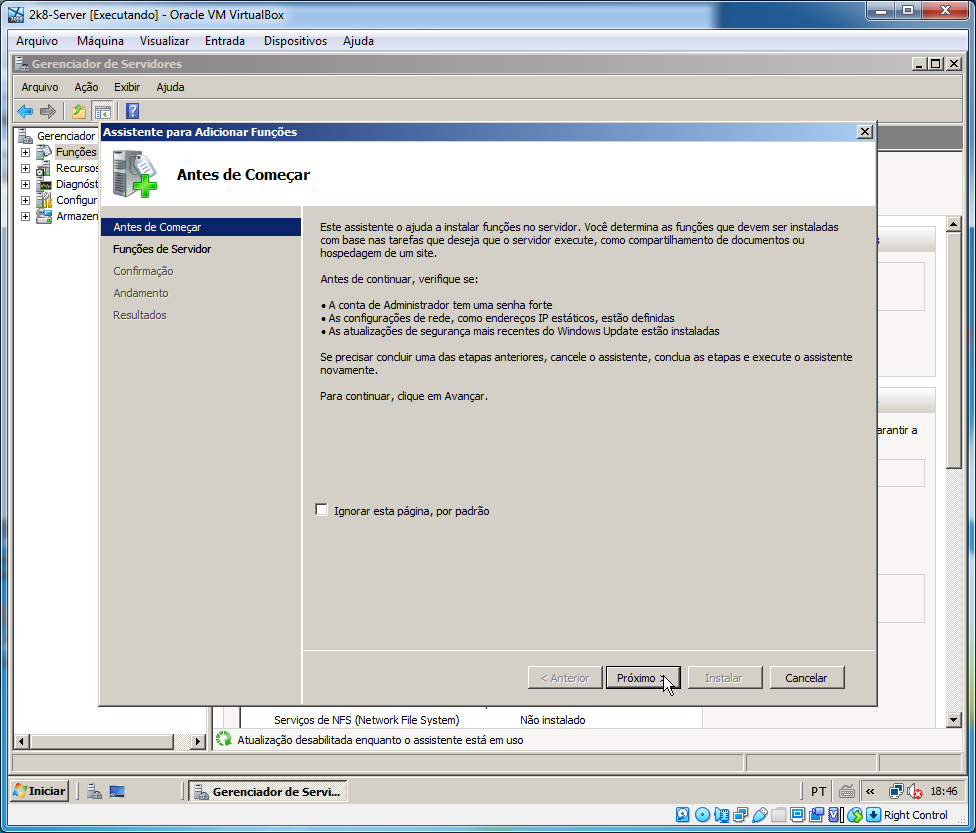 2k8-Server [Executando] - Oracle VM VirtualBox
Arquivo Máquina Visualizar Entrada Dispositivos Ajuda
Gerenciador de Servidores
Arquivo Ação Exibir Ajuda
Gerenciador
Funções
Recursos
Diagnóst
Configur
Armazen
Assistente para Adicionar Funções
Antes de Começar
Antes de Começar
Funções de Servidor
Confirmação
Andamento
Resultados
Este assistente o ajuda a instalar funções no servidor. Você determina as funções que devem ser instaladas
com base nas tarefas que deseja que o servidor execute, como compartilhamento de documentos ou
hospedagem de um site.
Antes de continuar, verifique se:
• A conta de Administrador tem uma senha forte
• As configurações de rede, como endereços IP estáticos, estão definidas
• As atualizações de segurança mais recentes do Windows Update estão instaladas
Se precisar concluir uma das etapas anteriores, cancele o assistente, conclua as etapas e execute o assistente
novamente.
Para continuar, clique em Avançar.
Ignorar esta página, por padrão
< Anterior Próximo > Instalar Cancelar
arantir a
Serviços de NFS (Network File System) Não instalado
Atualização desabilitada enquanto o assistente está em uso
Iniciar Gerenciador de Servi... PT « 18:46
Right Control